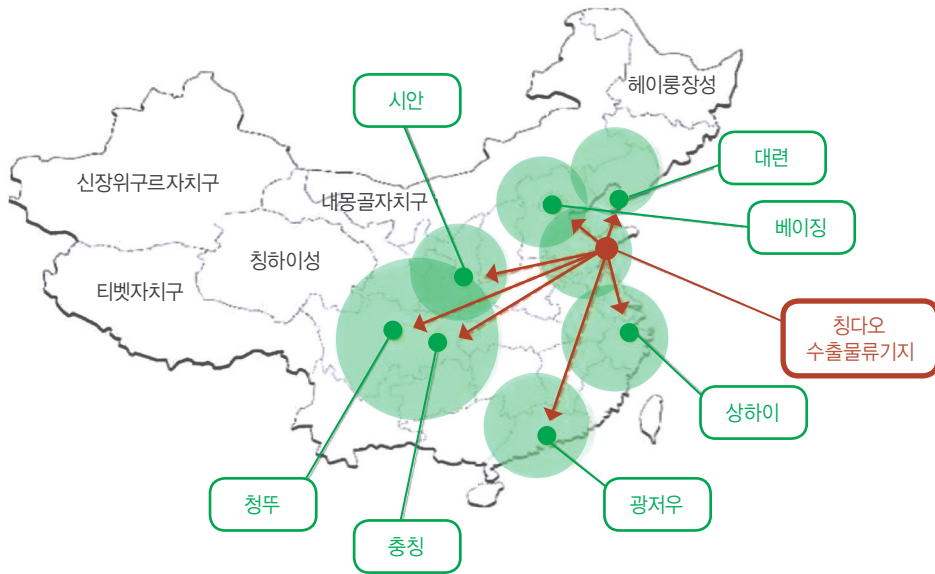 헤이룽장성
시안
대련
신장위구르자치구
내몽골자치구
베이징
칭하이성
티벳자치구
칭다오
수출물류기지
상하이
청뚜
광저우
충칭